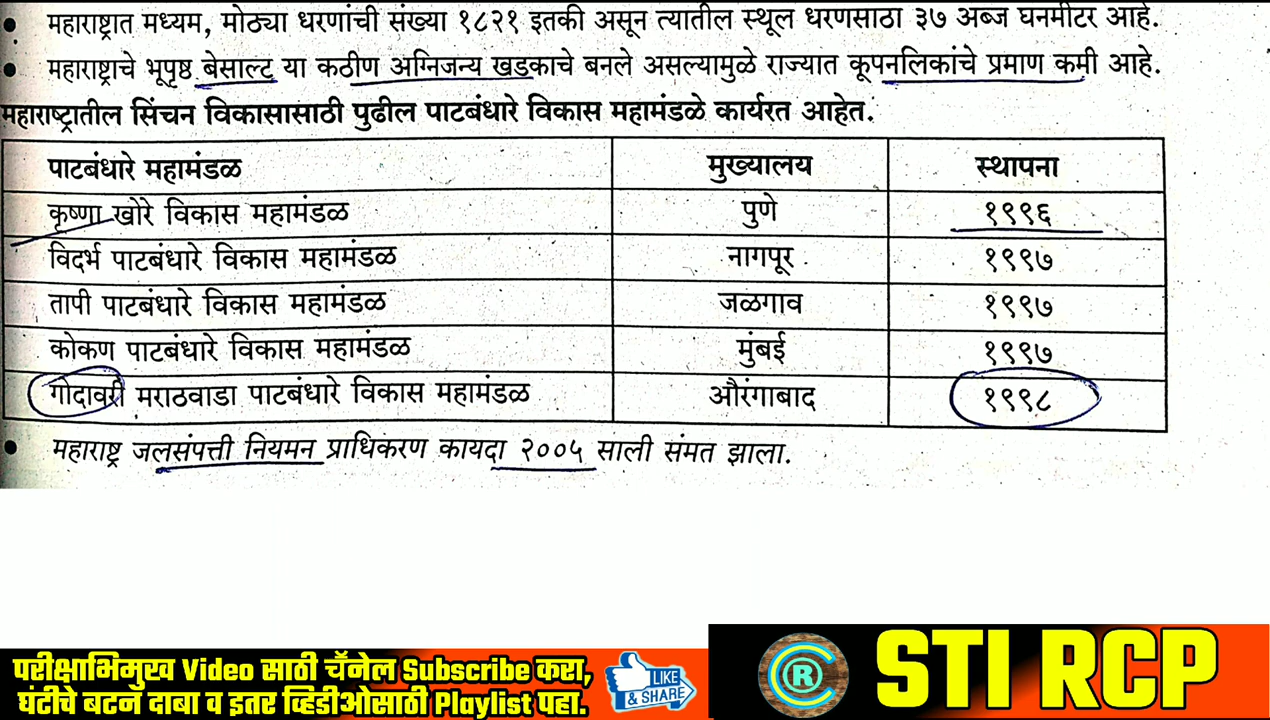 महाराष्ट्रात मध्यम, मोठ्या धरणांची संख्या १८२१ इतकी असून त्यातील स्थूल धरणसाठा ३७ अब्ज घनमीटर आहे.
महाराष्ट्राचे भूपृष्ठ बेसाल्ट या कठीण अग्निजन्य खडकाचे बनले असल्यामुळे राज्यात कूपनलिकांचे प्रमाण कमी आहे.
महाराष्ट्रातील सिंचन विकासासाठी पुढील पाटबंधारे विकास महामंडळे कार्यरत आहेत.
पाटबंधारे महामंडळ मुख्यालय स्थापना
कृष्णा खोरे विकास महामंडळ पुणे १९९६
विदर्भ पाटबंधारे विकास महामंडळ नागपूर १९९७
तापी पाटबंधारे विकास महामंडळ जळगाव १९९७
कोकण पाटबंधारे विकास महामंडळ मुंबई १९९७
गोदावरी मराठवाडा पाटबंधारे विकास महामंडळ औरंगाबाद १९९८
महाराष्ट्र जलसंपत्ती नियमन प्राधिकरण कायदा २००५ साली संमत झाला.
परीक्षाभिमुख Video साठी चॅनेल Subscribe करा,
घंटीचे बटन दाबा व इतर व्हिडीओसाठी Playlist पहा.
LIKE
& SHARE
C R
STI RCP